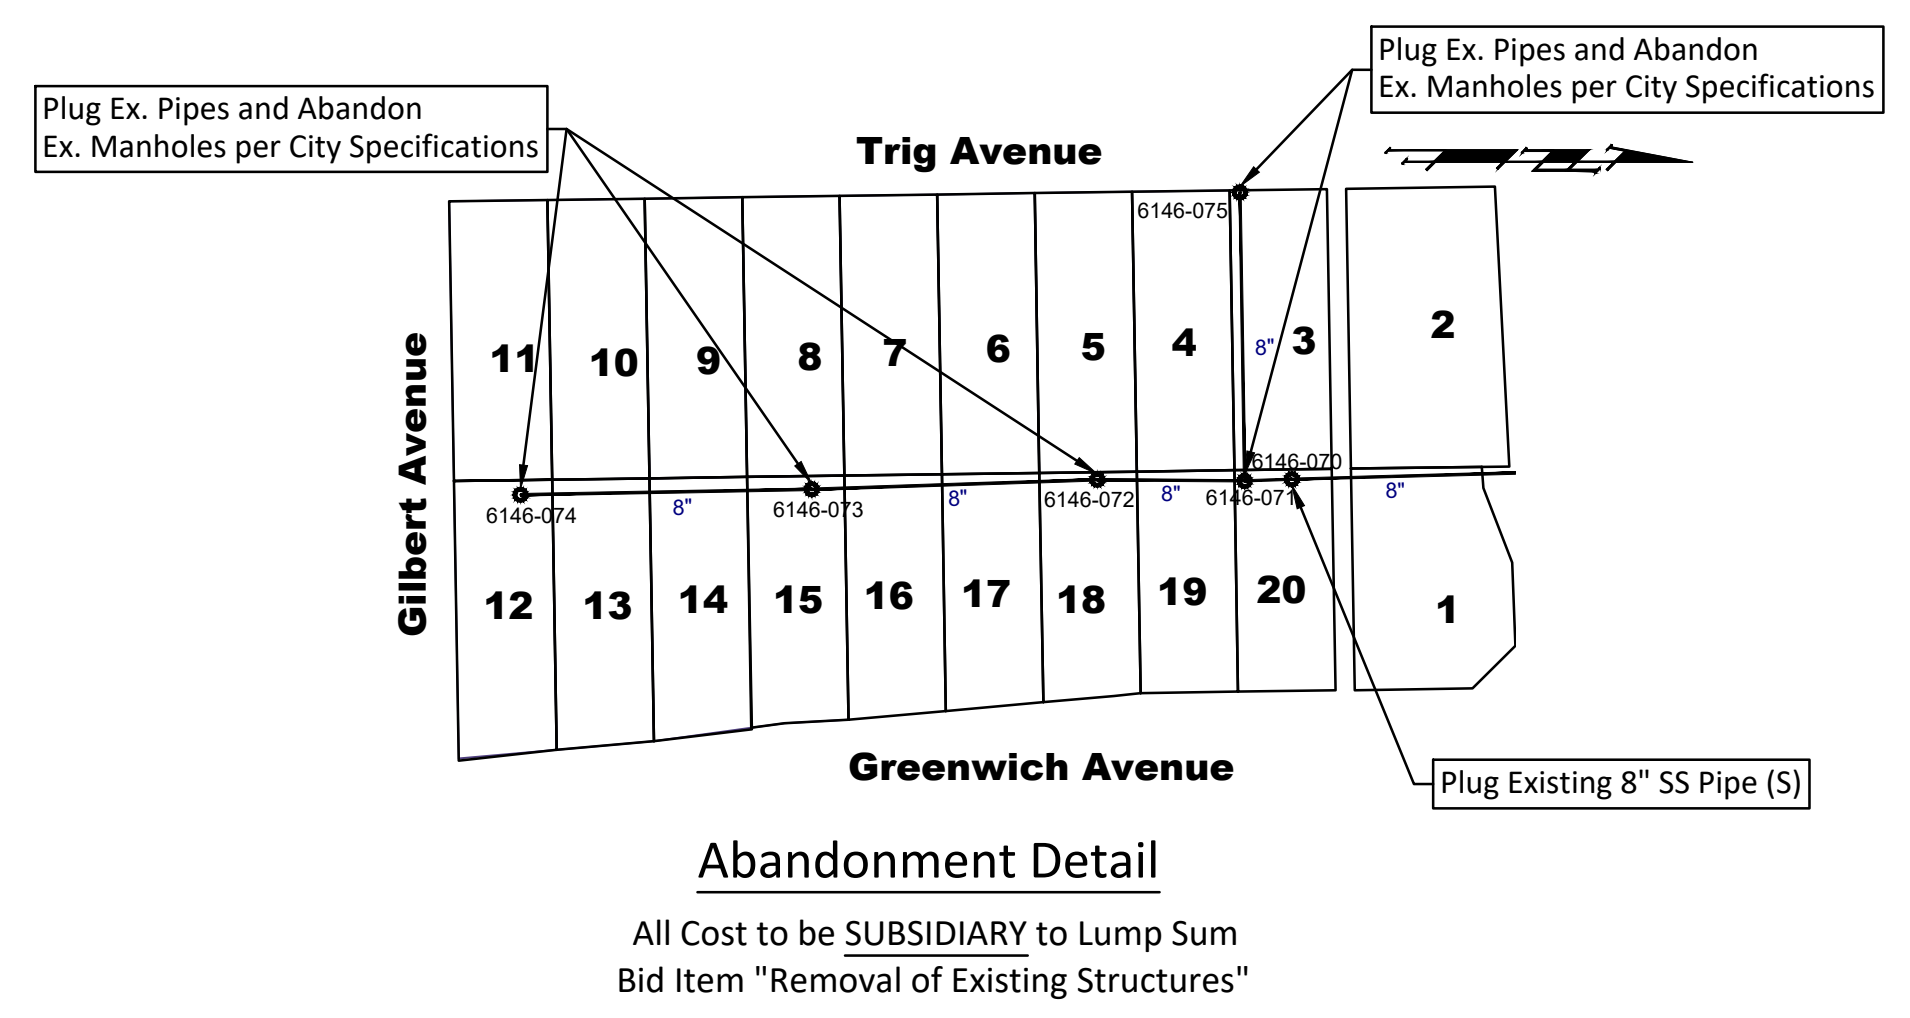 Plug Ex. Pipes and Abandon
Ex. Manholes per City Specifications
Plug Ex. Pipes and Abandon
Ex. Manholes per City Specifications
Trig Avenue
6146-075
11
10
9
8
7
6
5
4
8"
3
2
Gilbert Avenue
6146-070
6146-074
8"
6146-073
8"
6146-072
8"
6146-071
8"
12
13
14
15
16
17
18
19
20
1
Greenwich Avenue
Plug Existing 8" SS Pipe (S)
Abandonment Detail
All Cost to be SUBSIDIARY to Lump Sum
Bid Item "Removal of Existing Structures"